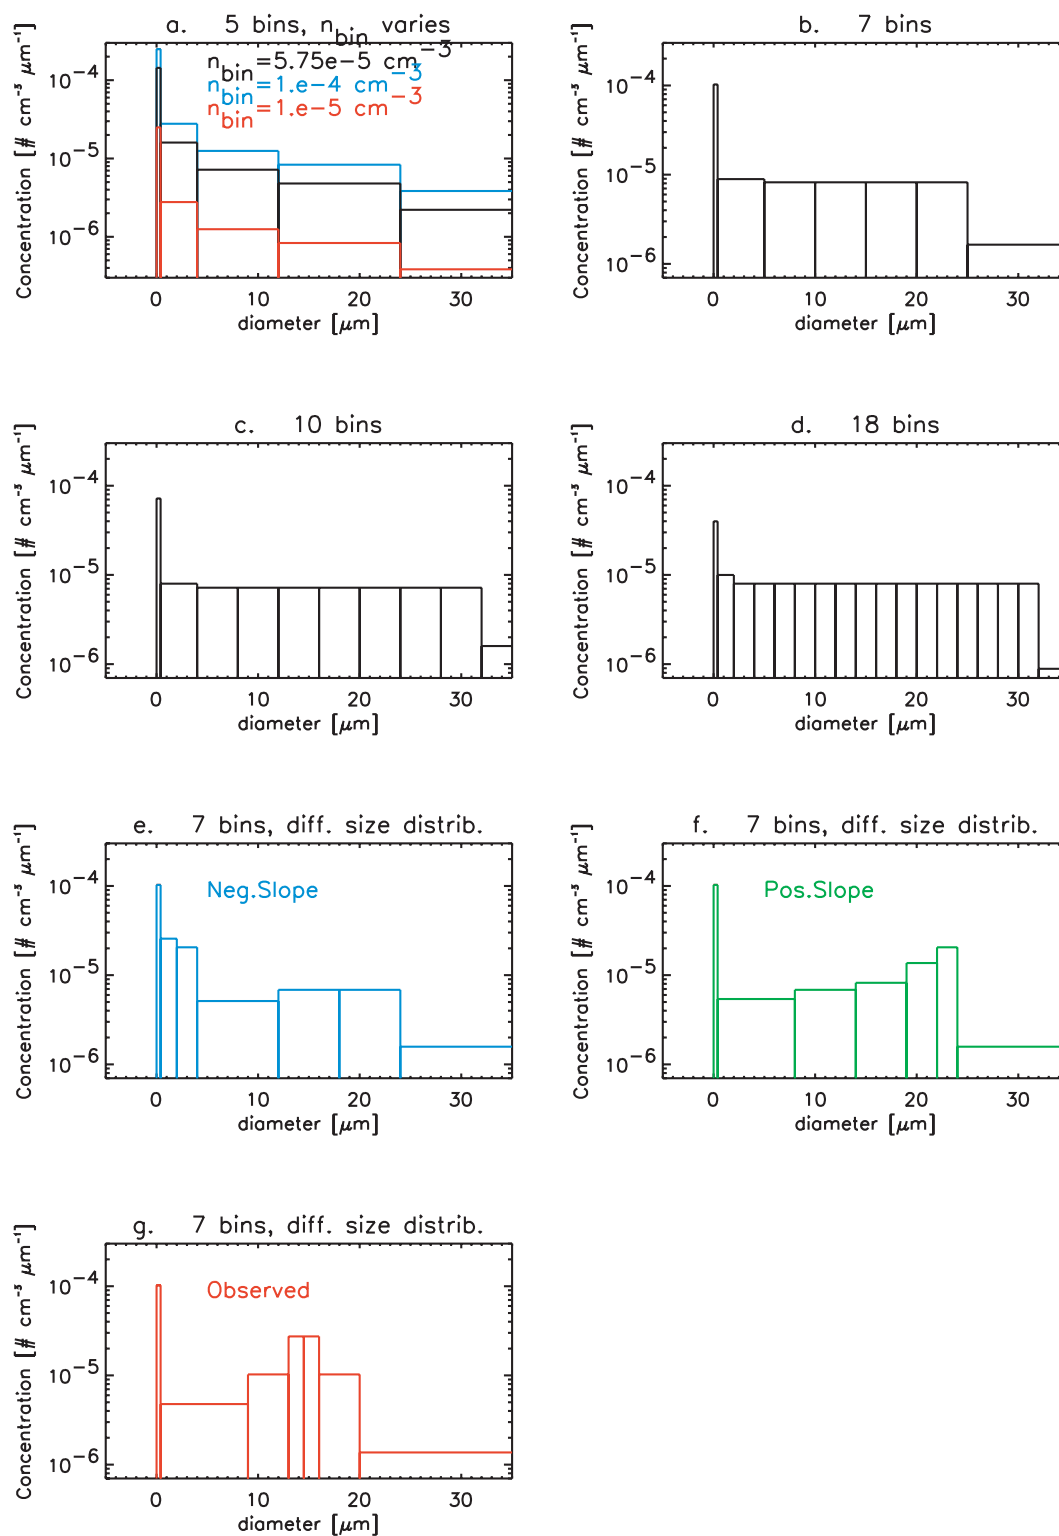 a. 5 bins, n_bin varies
n_bin=5.75e-5 cm^-3
n_bin=1.e-4 cm^-3
n_bin=1.e-5 cm^-3
Concentration [# cm^-3 μm^-1]
10^-4
10^-5
10^-6
0 10 20 30
diameter [μm]
b. 7 bins
Concentration [# cm^-3 μm^-1]
10^-4
10^-5
10^-6
0 10 20 30
diameter [μm]
c. 10 bins
Concentration [# cm^-3 μm^-1]
10^-4
10^-5
10^-6
0 10 20 30
diameter [μm]
d. 18 bins
Concentration [# cm^-3 μm^-1]
10^-4
10^-5
10^-6
0 10 20 30
diameter [μm]
e. 7 bins, diff. size distrib.
Neg.Slope
Concentration [# cm^-3 μm^-1]
10^-4
10^-5
10^-6
0 10 20 30
diameter [μm]
f. 7 bins, diff. size distrib.
Pos.Slope
Concentration [# cm^-3 μm^-1]
10^-4
10^-5
10^-6
0 10 20 30
diameter [μm]
g. 7 bins, diff. size distrib.
Observed
Concentration [# cm^-3 μm^-1]
10^-4
10^-5
10^-6
0 10 20 30
diameter [μm]